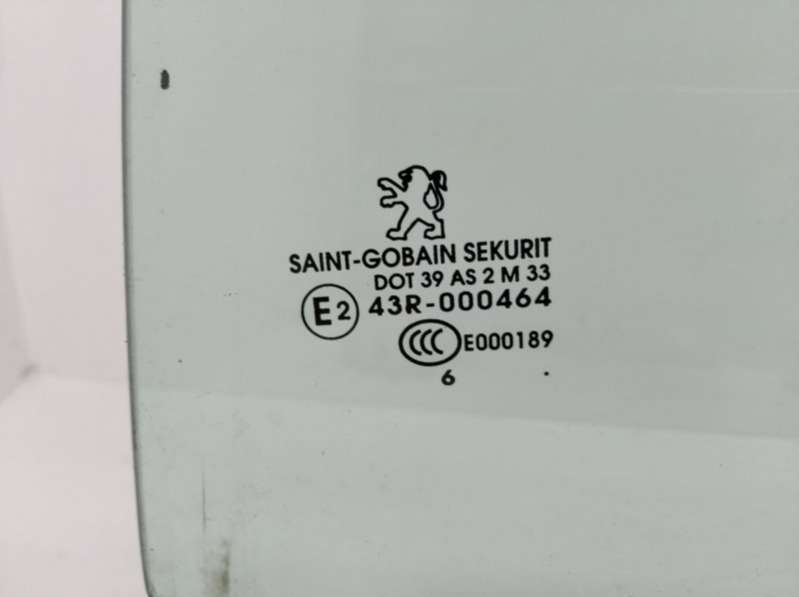 SAINT-GOBAIN SEKURIT
DOT 39 AS 2 M 33
E2 43R-000464
CCC E000189
6 .